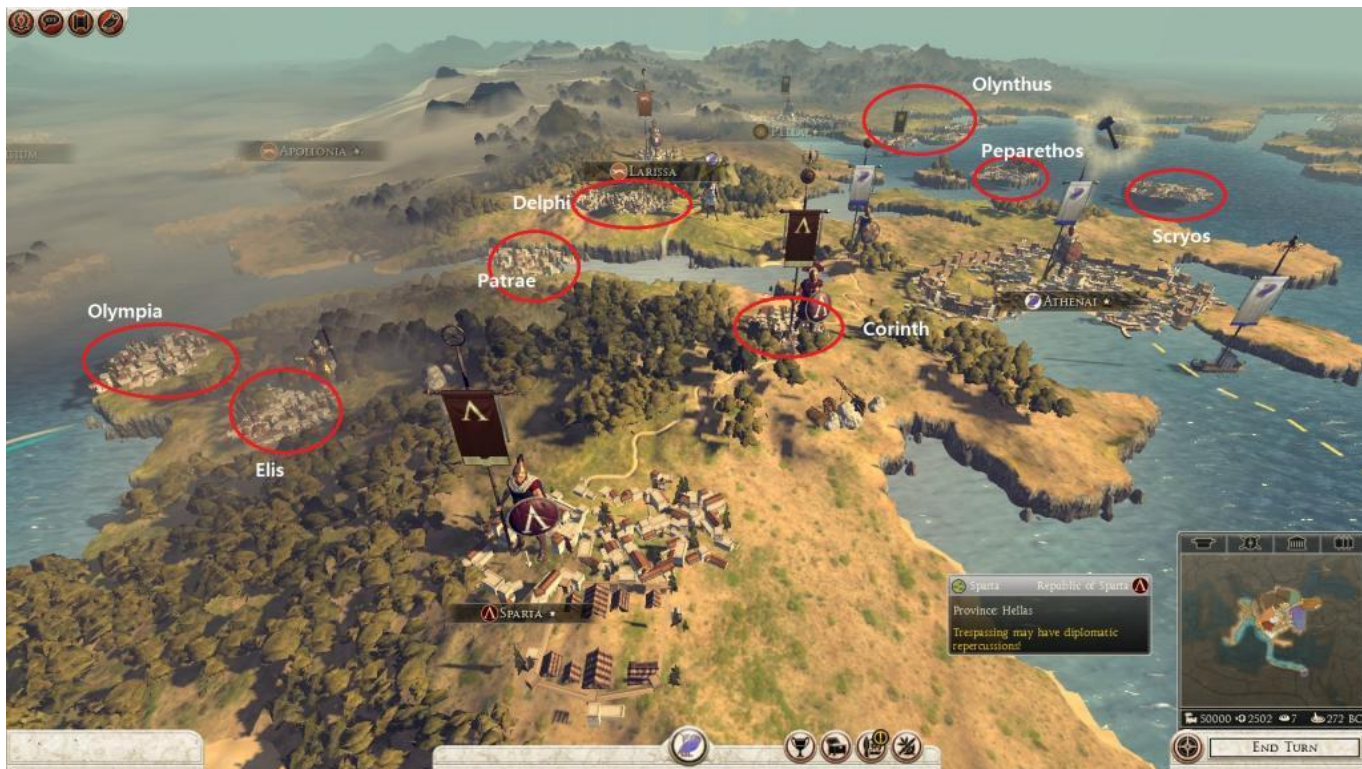 Olynthus
Peparethos
APOLLONIA
LARISSA
Delphi
Scryos
Patrae
ATHENAI
Olympia
Corinth
Elis
SPARTA
Sparta Republic of Sparta
Province: Hellas
Trespassing may have diplomatic
repercussions!
50000 2502 7 272 BC
END TURN